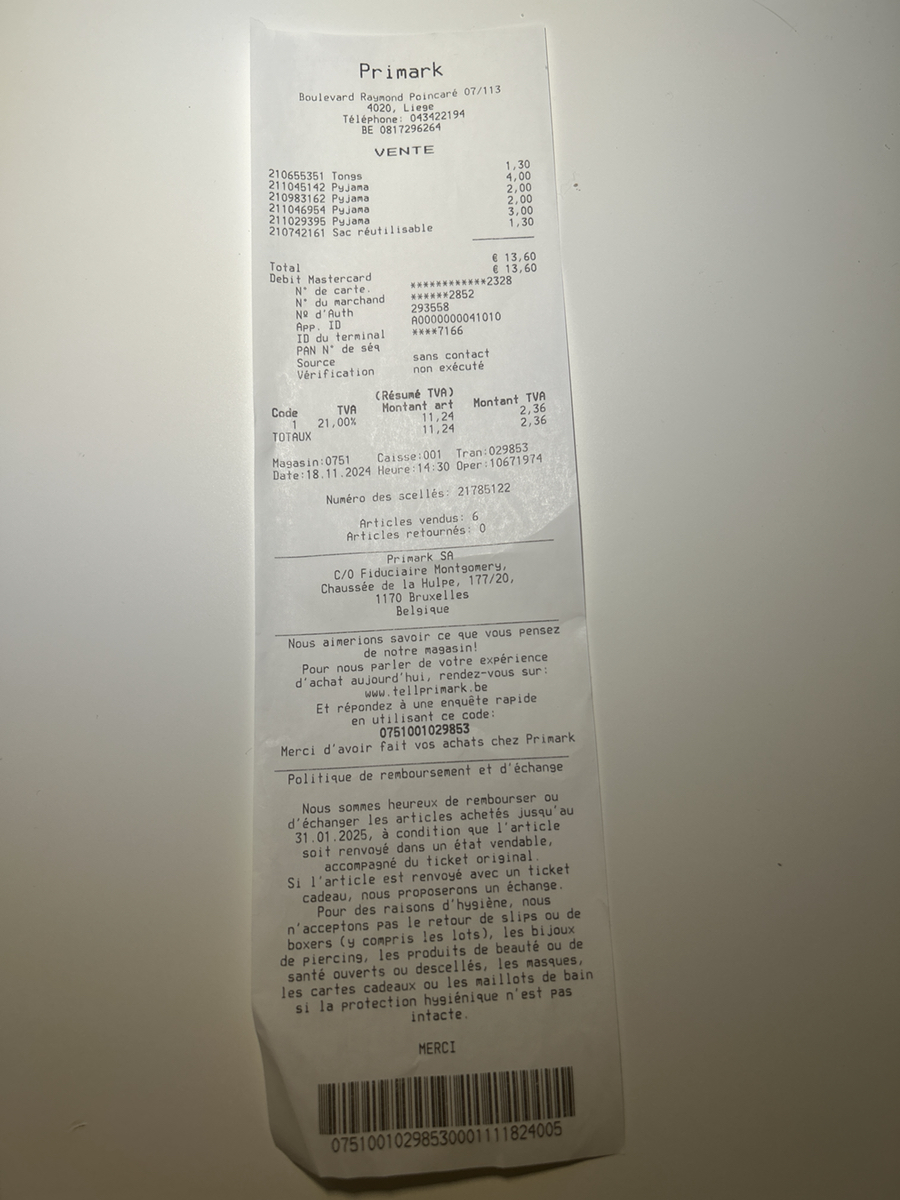 Primark
Boulevard Raymond Poincaré 07/113
4020, Liege
Téléphone: 043422194
BE 0817296264
VENTE
210655351 Tongs 1,30
211045142 Pyjama 4,00
210983162 Pyjama 2,00
211046954 Pyjama 2,00
211029395 Pyjama 3,00
210742161 Sac réutilisable 1,30
Total € 13,60
Debit Mastercard € 13,60
N° de carte. ************2328
N° du marchand ******2852
Nº d'Auth 293558
App. ID A0000000041010
ID du terminal ****7166
PAN N° de séq
Source sans contact
Vérification non exécuté
(Résumé TVA)
Code TVA Montant art Montant TVA
1 21,00% 11,24 2,36
TOTAUX 11,24 2,36
Magasin:0751 Caisse:001 Tran:029853
Date:18.11.2024 Heure:14:30 Oper:10671974
Numéro des scellés: 21785122
Articles vendus: 6
Articles retournés: 0
Primark SA
C/O Fiduciaire Montgomery,
Chaussée de la Hulpe, 177/20,
1170 Bruxelles
Belgique
Nous aimerions savoir ce que vous pensez
de notre magasin!
Pour nous parler de votre expérience
d'achat aujourd'hui, rendez-vous sur:
www.tellprimark.be
Et répondez à une enquête rapide
en utilisant ce code:
0751001029853
Merci d'avoir fait vos achats chez Primark
Politique de remboursement et d'échange
Nous sommes heureux de rembourser ou
d'échanger les articles achetés jusqu'au
31.01.2025, à condition que l'article
soit renvoyé dans un état vendable,
accompagné du ticket original.
Si l'article est renvoyé avec un ticket
cadeau, nous proposerons un échange.
Pour des raisons d'hygiène, nous
n'acceptons pas le retour de slips ou de
boxers (y compris les lots), les bijoux
de piercing, les produits de beauté ou de
santé ouverts ou descellés, les masques,
les cartes cadeaux ou les maillots de bain
si la protection hygiénique n'est pas
intacte.
MERCI
07510010298530001111824005